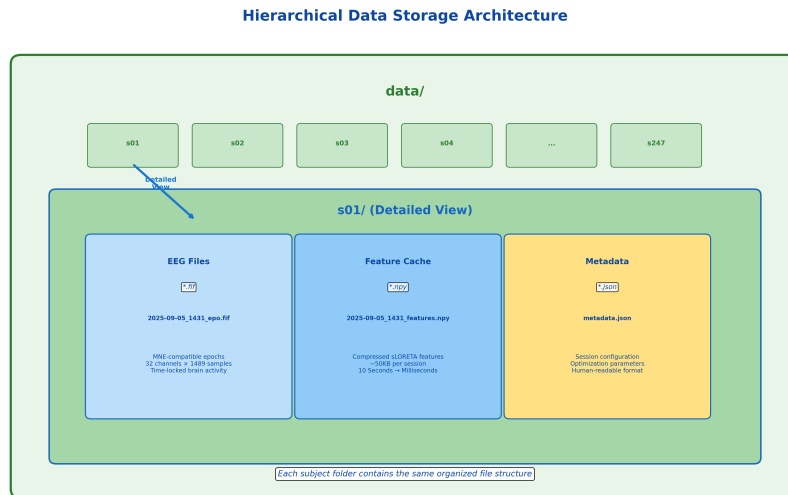 Hierarchical Data Storage Architecture
data/
s01
s02
s03
s04
...
s247
Detailed
View
s01/ (Detailed View)
EEG Files
*.fif
2025-09-05_1431_epo.fif
MNE-compatible epochs
32 channels × 1489 samples
Time-locked brain activity
Feature Cache
*.npy
2025-09-05_1431_features.npy
Compressed sLORETA features
~50KB per session
10 Seconds → Milliseconds
Metadata
*.json
metadata.json
Session configuration
Optimization parameters
Human-readable format
Each subject folder contains the same organized file structure